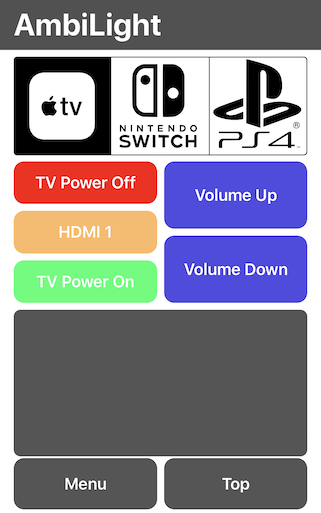 AmbiLight
tv
NINTENDO
SWITCH
PS4
®
TV Power Off
Volume Up
HDMI 1
Volume Down
TV Power On
Menu
Top